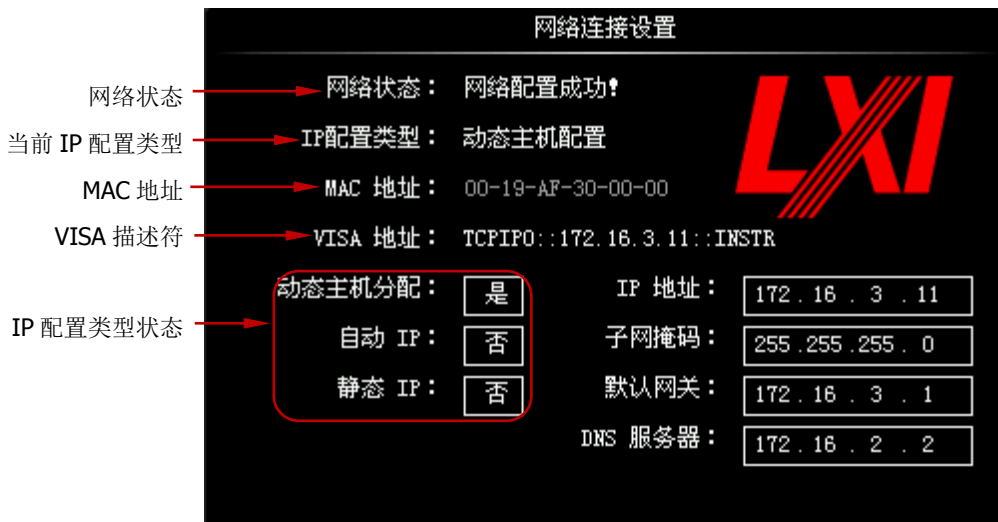 网络连接设置
网络状态
网络状态： 网络配置成功!
当前 IP 配置类型
IP配置类型： 动态主机配置
MAC 地址
MAC 地址： 00-19-AF-30-00-00
VISA 描述符
VISA 地址： TCPIP0::172.16.3.11::INSTR
LXI
动态主机分配： 是 IP 地址： 172.16.3.11
IP 配置类型状态
自动 IP： 否 子网掩码： 255.255.255.0
静态 IP： 否 默认网关： 172.16.3.1
DNS 服务器： 172.16.2.2